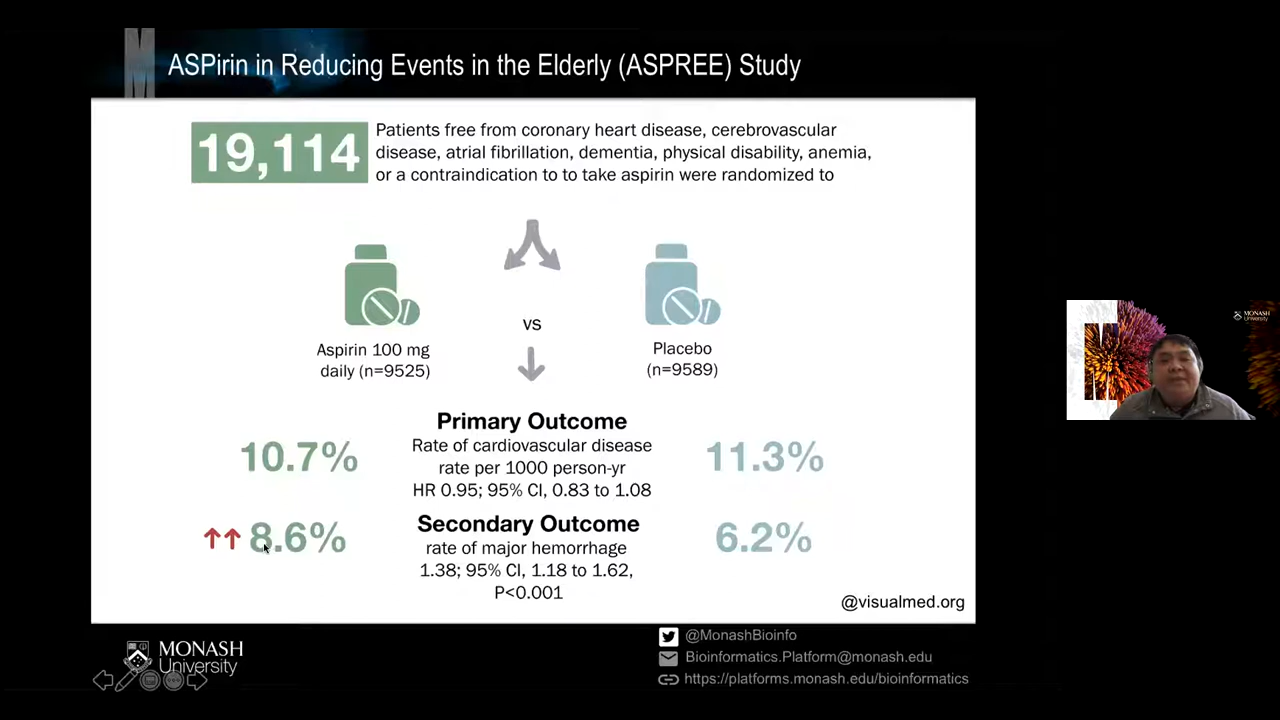 ASPirin in Reducing Events in the Elderly (ASPREE) Study
19,114
Patients free from coronary heart disease, cerebrovascular
disease, atrial fibrillation, dementia, physical disability, anemia,
or a contraindication to to take aspirin were randomized to
vs
Aspirin 100 mg
daily (n=9525)
Placebo
(n=9589)
Primary Outcome
10.7%
Rate of cardiovascular disease
rate per 1000 person-yr
HR 0.95; 95% CI, 0.83 to 1.08
11.3%
Secondary Outcome
8.6%
rate of major hemorrhage
1.38; 95% CI, 1.18 to 1.62,
P<0.001
6.2%
@visualmed.org
MONASH
University
@MonashBioinfo
Bioinformatics.Platform@monash.edu
https://platforms.monash.edu/bioinformatics
MONASH
University